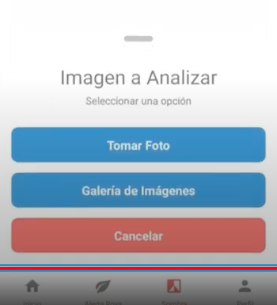 Imagen a Analizar
Seleccionar una opción
Tomar Foto
Galería de Imágenes
Cancelar